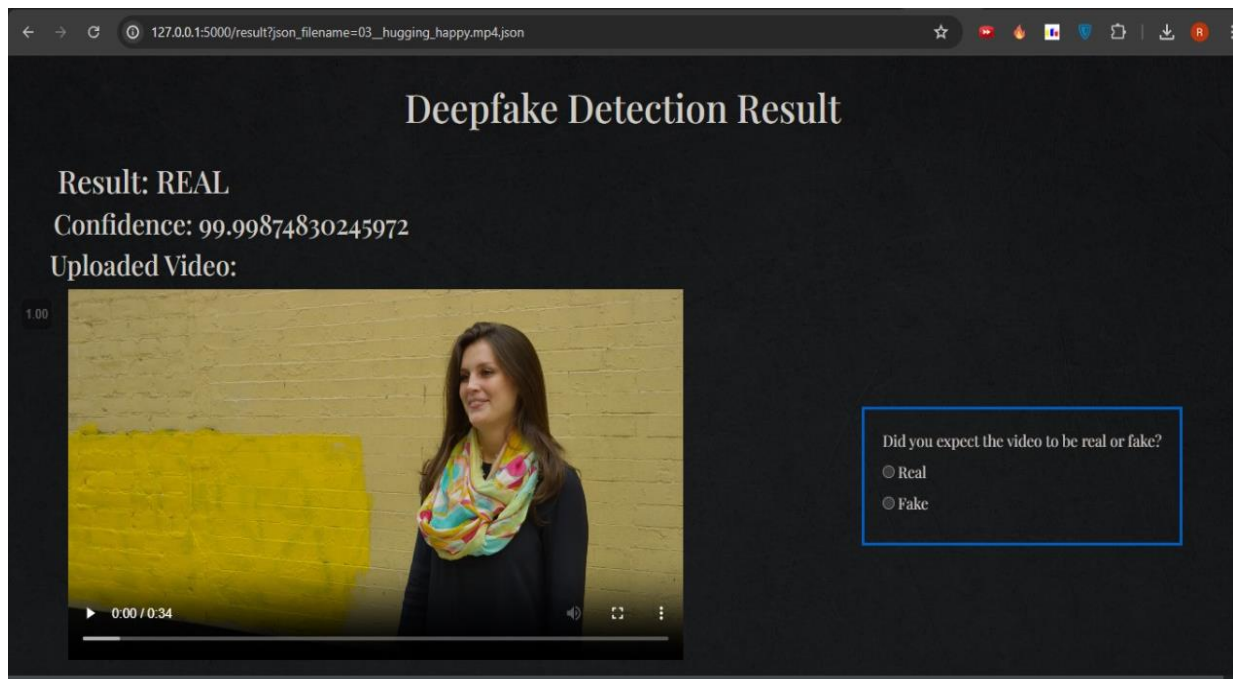 127.0.0.1:5000/result?json_filename=03__hugging_happy.mp4.json
R
Deepfake Detection Result
Result: REAL
Confidence: 99.99874830245972
Uploaded Video:
1.00
0:00 / 0:34
Did you expect the video to be real or fake?
Real
Fake